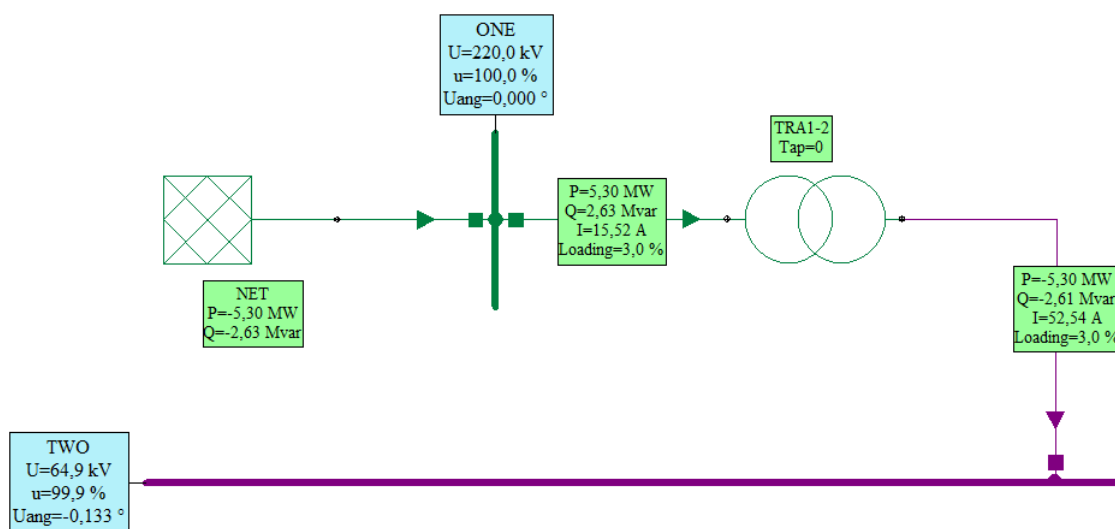 ONE
U=220,0 kV
u=100,0 %
Uang=0,000 °
TRA1-2
Tap=0
P=5,30 MW
Q=2,63 Mvar
I=15,52 A
Loading=3,0 %
NET
P=-5,30 MW
Q=-2,63 Mvar
P=-5,30 MW
Q=-2,61 Mvar
I=52,54 A
Loading=3,0 %
TWO
U=64,9 kV
u=99,9 %
Uang=-0,133 °